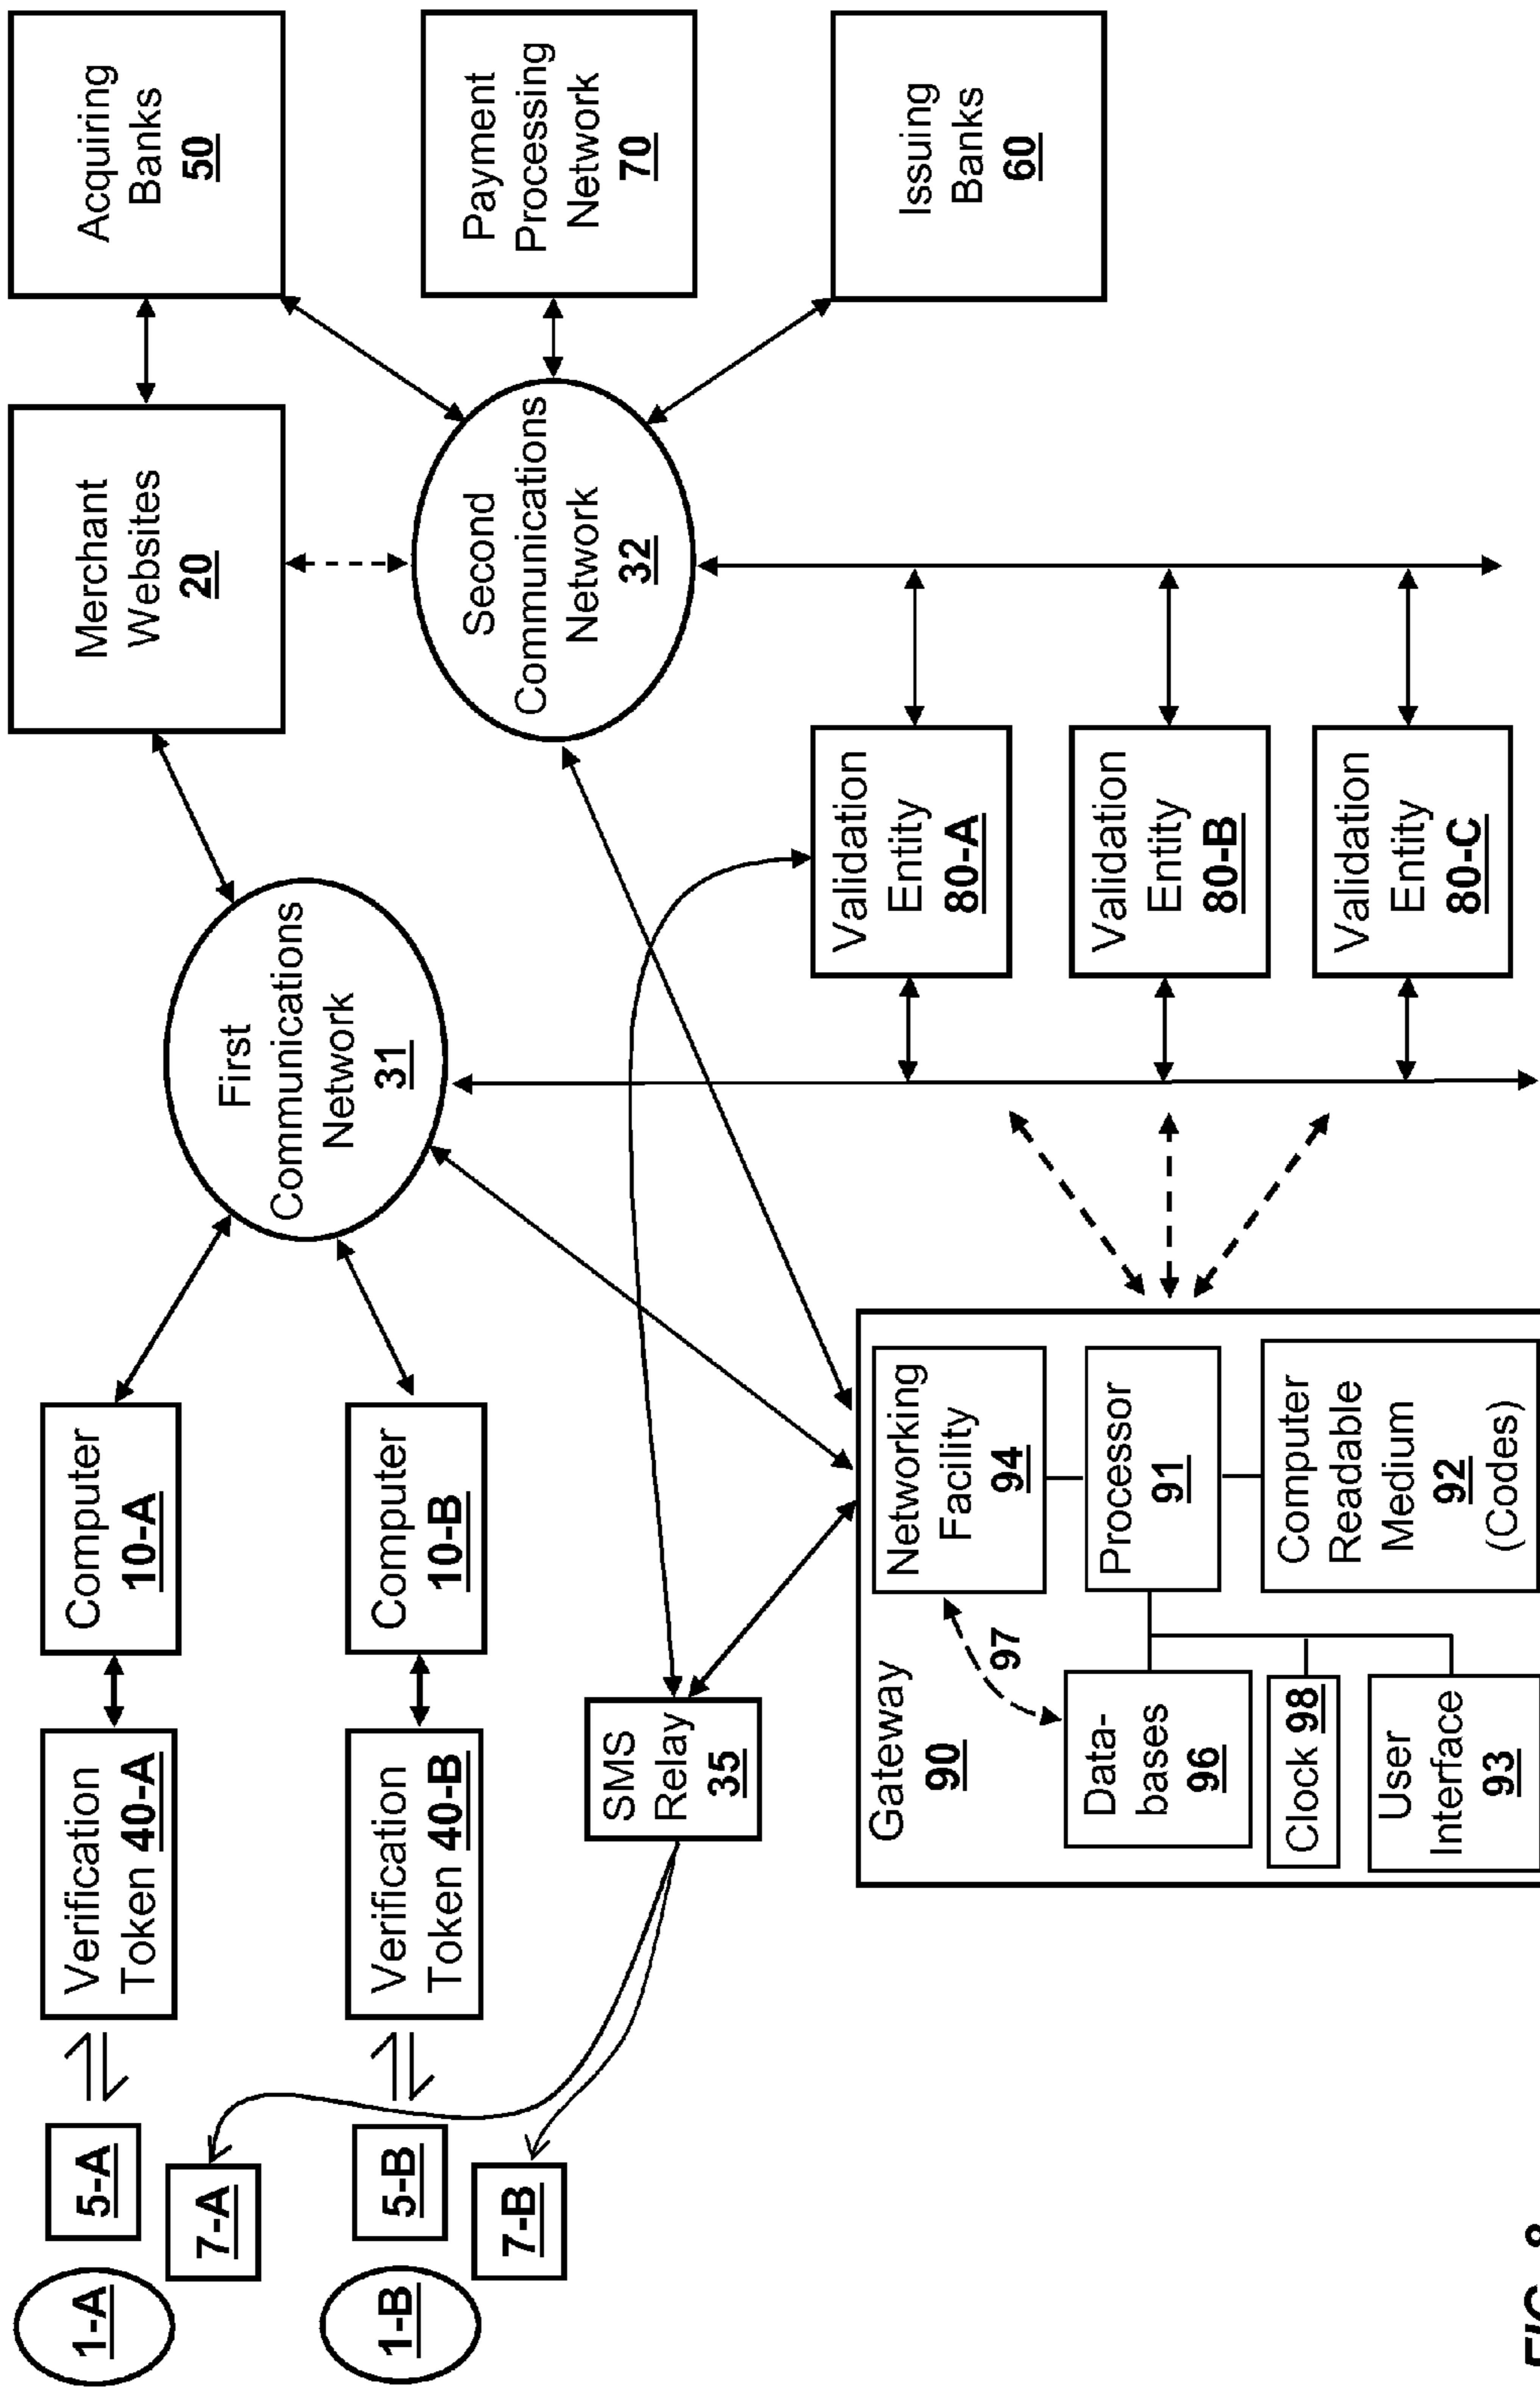 1-A
5-A
7-A
Verification
Token 40-A
Computer
10-A
1-B
5-B
7-B
Verification
Token 40-B
Computer
10-B
First
Communications
Network
31
Merchant
Websites
20
Acquiring
Banks
50
Second
Communications
Network
32
Payment
Processing
Network
70
Issuing
Banks
60
SMS
Relay
35
Gateway
90
97
Networking
Facility
94
Data-
bases
96
Processor
91
Clock 98
User
Interface
93
Computer
Readable
Medium
92
(Codes)
Validation
Entity
80-A
Validation
Entity
80-B
Validation
Entity
80-C